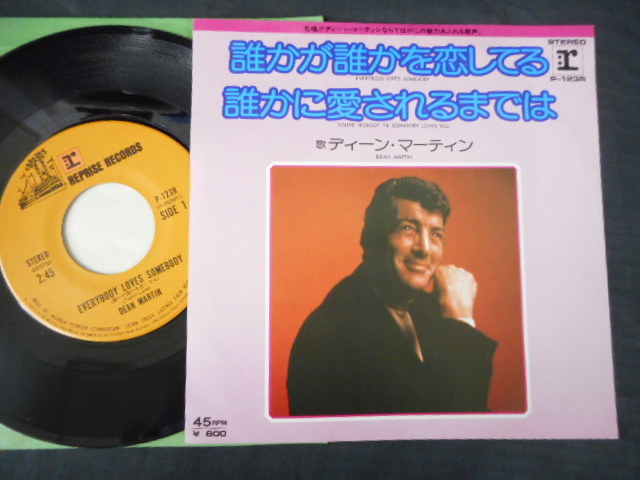 STEREO
r
P-123R
誰かが誰かを恋してる
EVERYBODY LOVES SOMEBODY
誰かに愛されるまでは
YOU'RE NOBODY 'TIL SOMEBODY LOVES YOU
歌 ディーン・マーティン
DEAN MARTIN
45RPM
¥ 600
r
REPRISE RECORDS
P-123R
SIDE 1
STEREO
2:45
EVERYBODY LOVES SOMEBODY
DEAN MARTIN